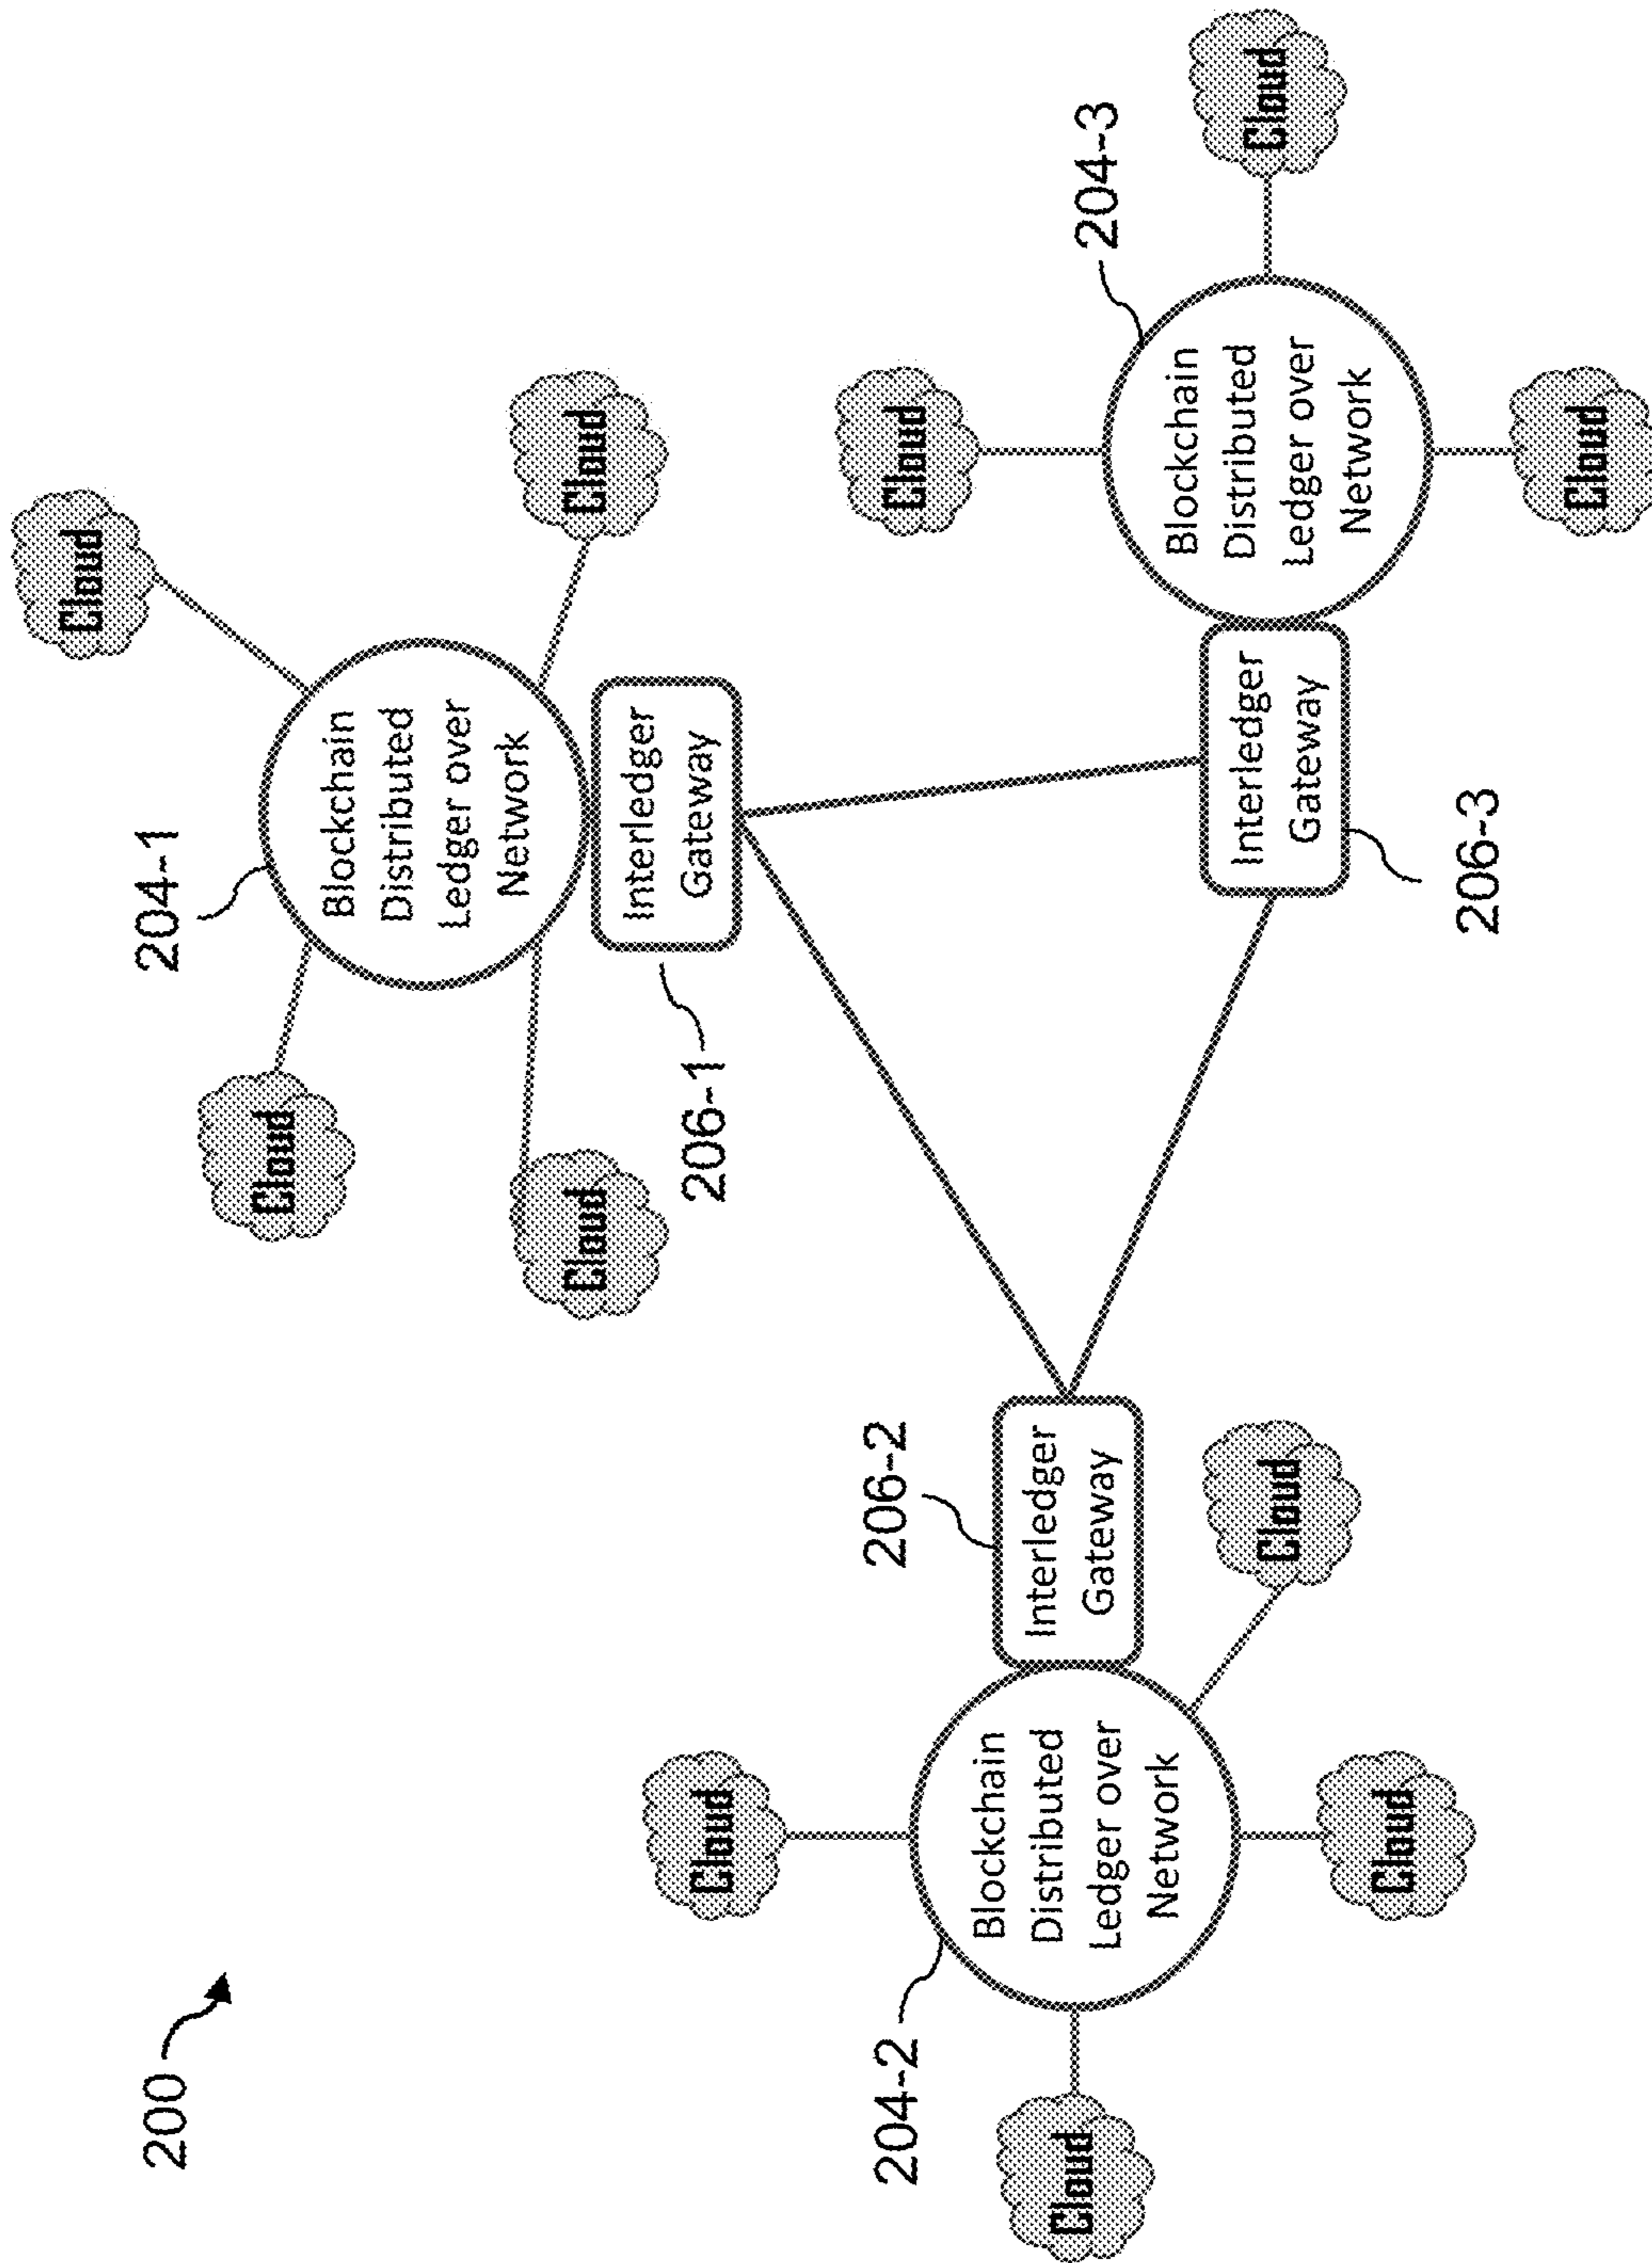 200
204-1
Cloud
Cloud
Blockchain
Distributed
Ledger over
Network
Cloud
Cloud
Interledger
Gateway
206-1
Cloud
204-2
206-2
Blockchain
Distributed
Ledger over
Network
Interledger
Gateway
Cloud
Cloud
Cloud
Cloud
204-3
Blockchain
Distributed
Ledger over
Network
Interledger
Gateway
Cloud
206-3
Cloud